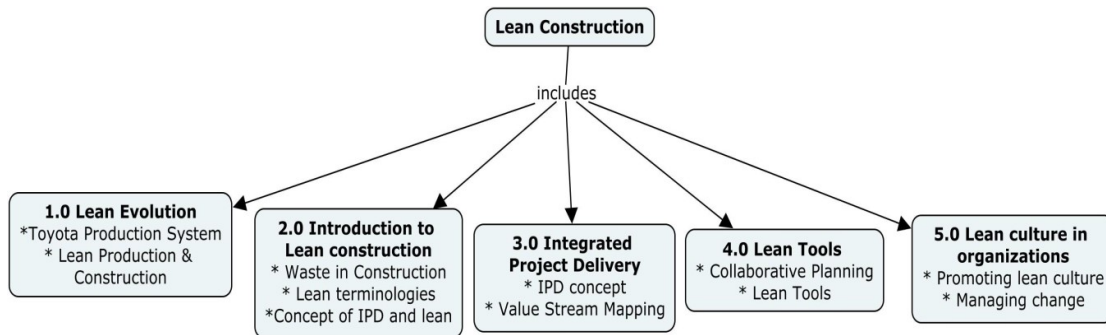 Lean Construction
includes
1.0 Lean Evolution
*Toyota Production System
* Lean Production &
Construction
2.0 Introduction to
Lean construction
* Waste in Construction
* Lean terminologies
*Concept of IPD and lean
3.0 Integrated
Project Delivery
* IPD concept
* Value Stream Mapping
4.0 Lean Tools
* Collaborative Planning
* Lean Tools
5.0 Lean culture in
organizations
* Promoting lean culture
* Managing change